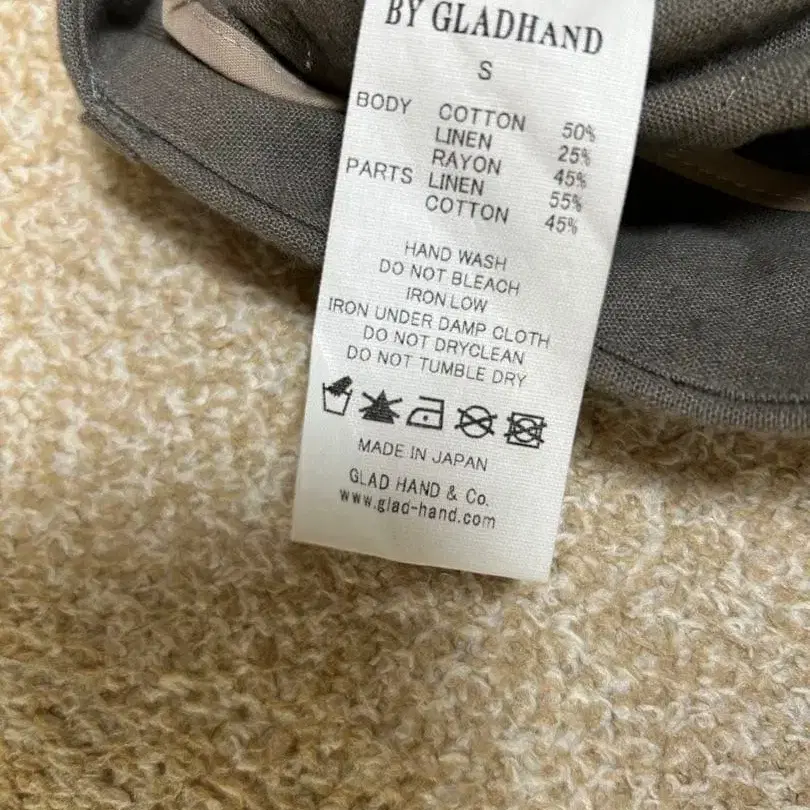 BY GLADHAND
S
BODY COTTON 50%
LINEN 25%
RAYON 45%
PARTS LINEN 55%
COTTON 45%
HAND WASH
DO NOT BLEACH
IRON LOW
IRON UNDER DAMP CLOTH
DO NOT DRYCLEAN
DO NOT TUMBLE DRY
MADE IN JAPAN
GLAD HAND & Co.
www.glad-hand.com